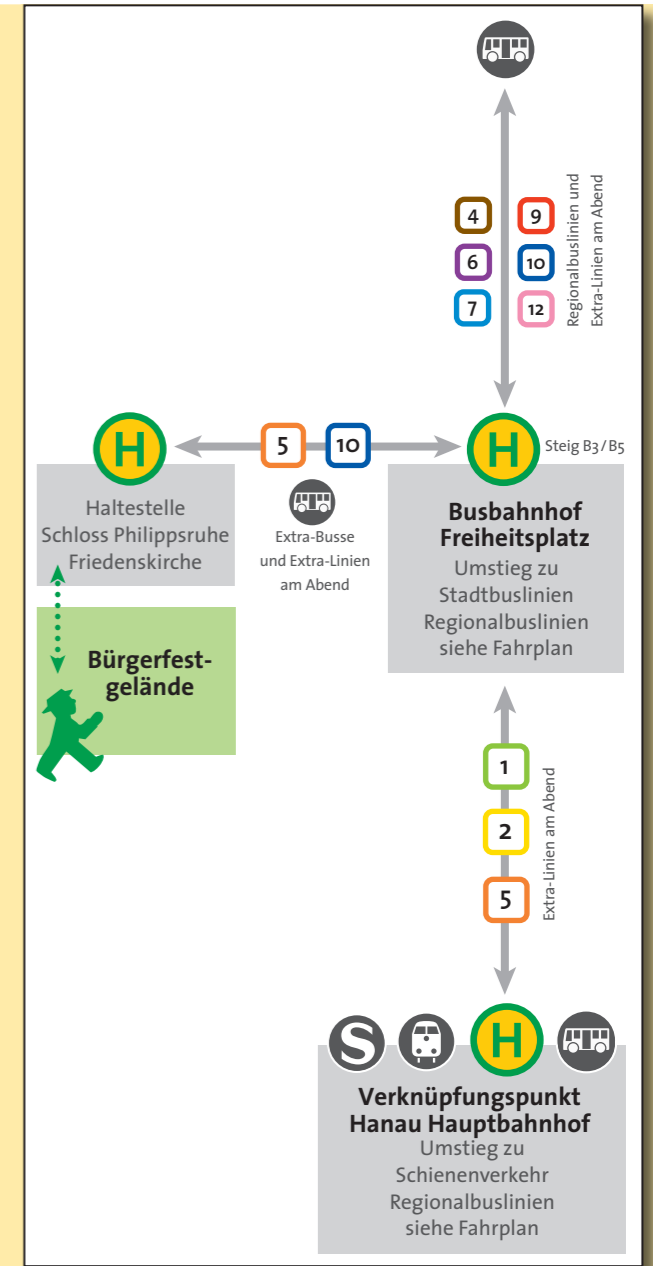 4
9
6
10
7
12
Regionalbuslinien und
Extra-Linien am Abend
H
5
10
H
Steig B3/B5
Haltestelle
Schloss Philippsruhe
Friedenskirche
Extra-Busse
und Extra-Linien
am Abend
Busbahnhof
Freiheitsplatz
Umstieg zu
Stadtbuslinien
Regionalbuslinien
siehe Fahrplan
Bürgerfest-
gelände
1
2
5
Extra-Linien am Abend
S
H
Verknüpfungspunkt
Hanau Hauptbahnhof
Umstieg zu
Schienenverkehr
Regionalbuslinien
siehe Fahrplan